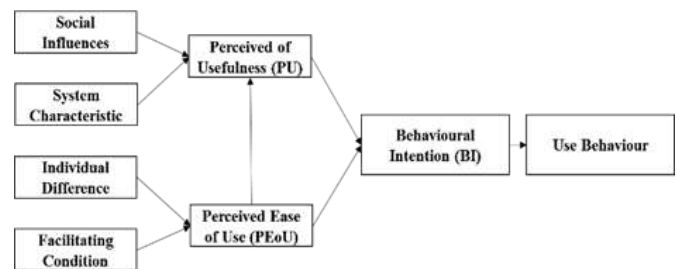 Social
Influences
System
Characteristic
Individual
Difference
Facilitating
Condition
Perceived of
Usefulness (PU)
Perceived Ease
of Use (PEoU)
Behavioural
Intention (BI)
Use Behaviour